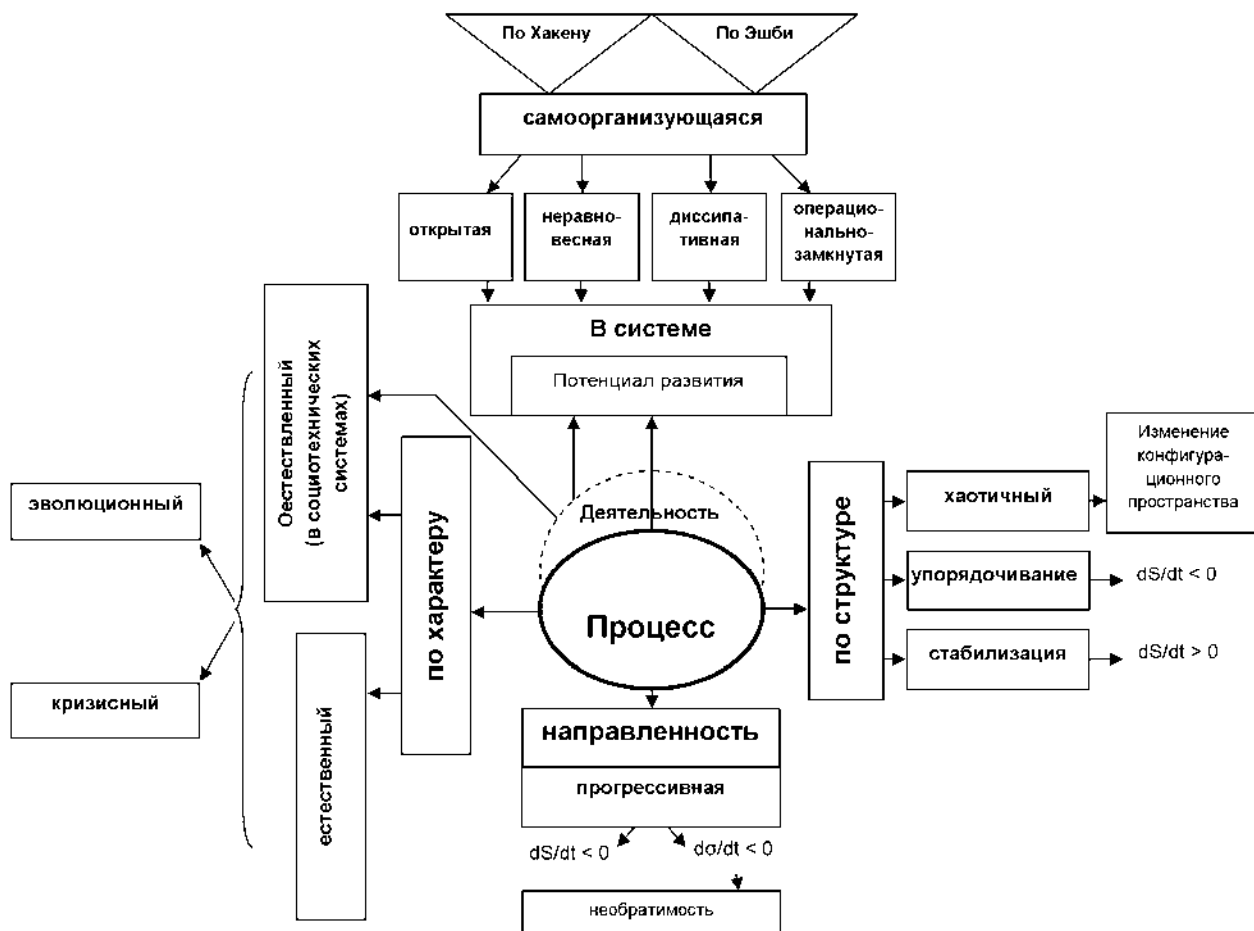 По Хакену
По Эшби
самоорганизующаяся
открытая
неравно-
весная
диссипа-
тивная
операцио-
нально-
замкнутая
В системе
Потенциал развития
Оестествленный
(в социотехнических
системах)
эволюционный
кризисный
естественный
по характеру
Деятельность
Процесс
по структуре
хаотичный
Изменение
конфигура-
ционного
пространства
упорядочивание
dS/dt < 0
стабилизация
dS/dt > 0
направленность
прогрессивная
dS/dt < 0
dσ/dt < 0
необратимость